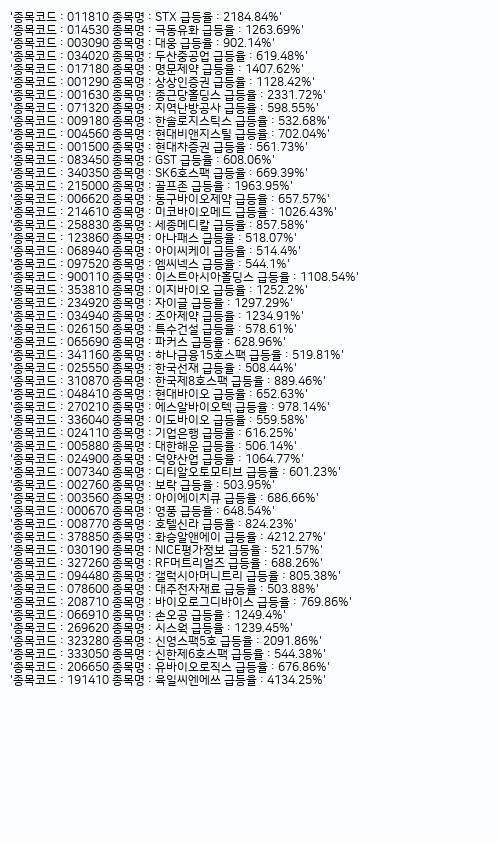 '종목코드 : 011810 종목명 : STX 급등율 : 2184.84%'
'종목코드 : 014530 종목명 : 극동유화 급등율 : 1263.69%'
'종목코드 : 003090 종목명 : 대웅 급등율 : 902.14%'
'종목코드 : 034020 종목명 : 두산중공업 급등율 : 619.48%'
'종목코드 : 017180 종목명 : 명문제약 급등율 : 1407.62%'
'종목코드 : 001290 종목명 : 상상인증권 급등율 : 1128.42%'
'종목코드 : 001630 종목명 : 종근당홀딩스 급등율 : 2331.72%'
'종목코드 : 071320 종목명 : 지역난방공사 급등율 : 598.55%'
'종목코드 : 009180 종목명 : 한솔로지스틱스 급등율 : 532.68%'
'종목코드 : 004560 종목명 : 현대비앤지스틸 급등율 : 702.04%'
'종목코드 : 001500 종목명 : 현대차증권 급등율 : 561.73%'
'종목코드 : 083450 종목명 : GST 급등율 : 608.06%'
'종목코드 : 340350 종목명 : SK6호스팩 급등율 : 669.39%'
'종목코드 : 215000 종목명 : 골프존 급등율 : 1963.95%'
'종목코드 : 006620 종목명 : 동구바이오제약 급등율 : 657.57%'
'종목코드 : 214610 종목명 : 미코바이오메드 급등율 : 1026.43%'
'종목코드 : 258830 종목명 : 세종메디칼 급등율 : 857.58%'
'종목코드 : 123860 종목명 : 아나패스 급등율 : 518.07%'
'종목코드 : 068940 종목명 : 아이씨케이 급등율 : 514.4%'
'종목코드 : 097520 종목명 : 엠씨넥스 급등율 : 544.1%'
'종목코드 : 900110 종목명 : 이스트아시아홀딩스 급등율 : 1108.54%'
'종목코드 : 353810 종목명 : 이지바이오 급등율 : 1252.2%'
'종목코드 : 234920 종목명 : 자이글 급등율 : 1297.29%'
'종목코드 : 034940 종목명 : 조아제약 급등율 : 1234.91%'
'종목코드 : 026150 종목명 : 특수건설 급등율 : 578.61%'
'종목코드 : 065690 종목명 : 파커스 급등율 : 628.96%'
'종목코드 : 341160 종목명 : 하나금융15호스팩 급등율 : 519.81%'
'종목코드 : 025550 종목명 : 한국선재 급등율 : 508.44%'
'종목코드 : 310870 종목명 : 한국제8호스팩 급등율 : 889.46%'
'종목코드 : 048410 종목명 : 현대바이오 급등율 : 652.63%'
'종목코드 : 270210 종목명 : 에스알바이오텍 급등율 : 978.14%'
'종목코드 : 336040 종목명 : 이도바이오 급등율 : 559.58%'
'종목코드 : 024110 종목명 : 기업은행 급등율 : 616.25%'
'종목코드 : 005880 종목명 : 대한해운 급등율 : 506.14%'
'종목코드 : 024900 종목명 : 덕양산업 급등율 : 1064.77%'
'종목코드 : 007340 종목명 : 디티알오토모티브 급등율 : 601.23%'
'종목코드 : 002760 종목명 : 보락 급등율 : 503.95%'
'종목코드 : 003560 종목명 : 아이에이치큐 급등율 : 686.66%'
'종목코드 : 000670 종목명 : 영풍 급등율 : 648.54%'
'종목코드 : 008770 종목명 : 호텔신라 급등율 : 824.23%'
'종목코드 : 378850 종목명 : 화승알앤에이 급등율 : 4212.27%'
'종목코드 : 030190 종목명 : NICE평가정보 급등율 : 521.57%'
'종목코드 : 327260 종목명 : RF머트리얼즈 급등율 : 688.26%'
'종목코드 : 094480 종목명 : 갤럭시아머니트리 급등율 : 805.38%'
'종목코드 : 078600 종목명 : 대주전자재료 급등율 : 503.88%'
'종목코드 : 208710 종목명 : 바이오로그디바이스 급등율 : 769.86%'
'종목코드 : 066910 종목명 : 손오공 급등율 : 1249.4%'
'종목코드 : 269620 종목명 : 시스웍 급등율 : 1239.45%'
'종목코드 : 323280 종목명 : 신영스팩5호 급등율 : 2091.86%'
'종목코드 : 333050 종목명 : 신한제6호스팩 급등율 : 544.38%'
'종목코드 : 206650 종목명 : 유바이오로직스 급등율 : 676.86%'
'종목코드 : 191410 종목명 : 육일씨엔에쓰 급등율 : 4134.25%'